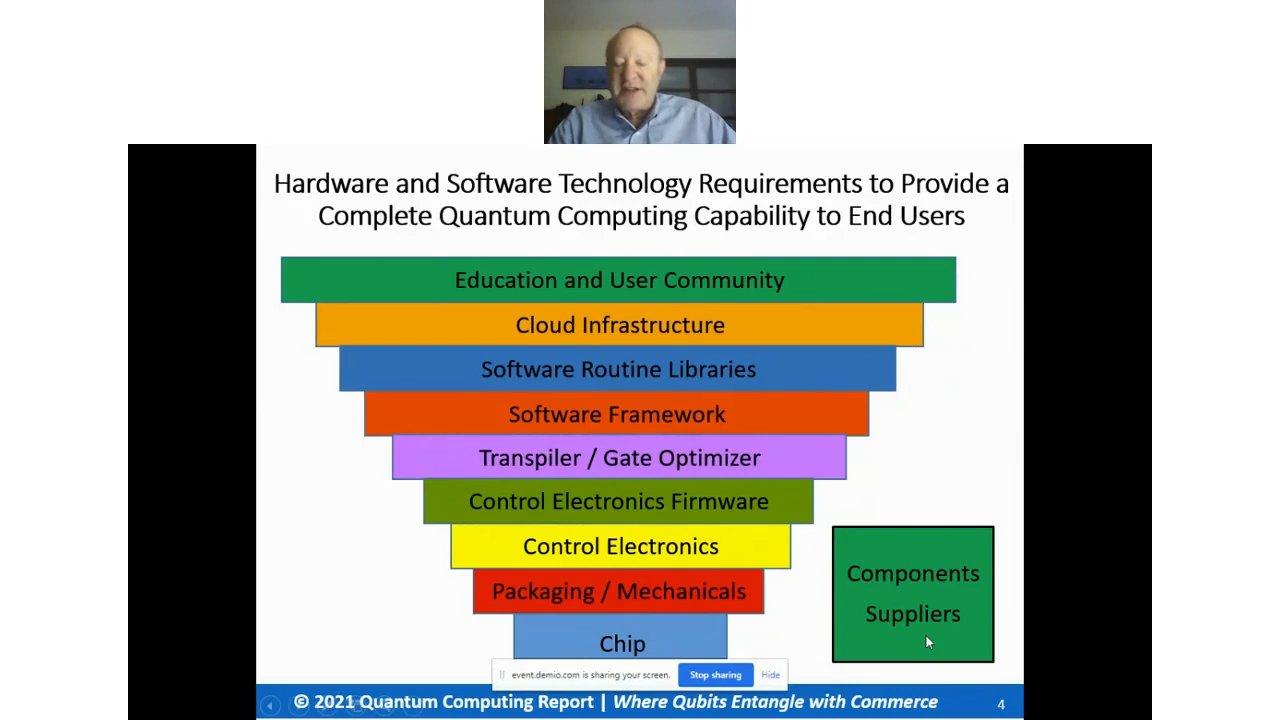 Hardware and Software Technology Requirements to Provide a
Complete Quantum Computing Capability to End Users
Education and User Community
Cloud Infrastructure
Software Routine Libraries
Software Framework
Transpiler / Gate Optimizer
Control Electronics Firmware
Control Electronics
Packaging / Mechanicals
Chip
Components
Suppliers
event.demio.com is sharing your screen.
Stop sharing
Hide
© 2021 Quantum Computing Report | Where Qubits Entangle with Commerce
4